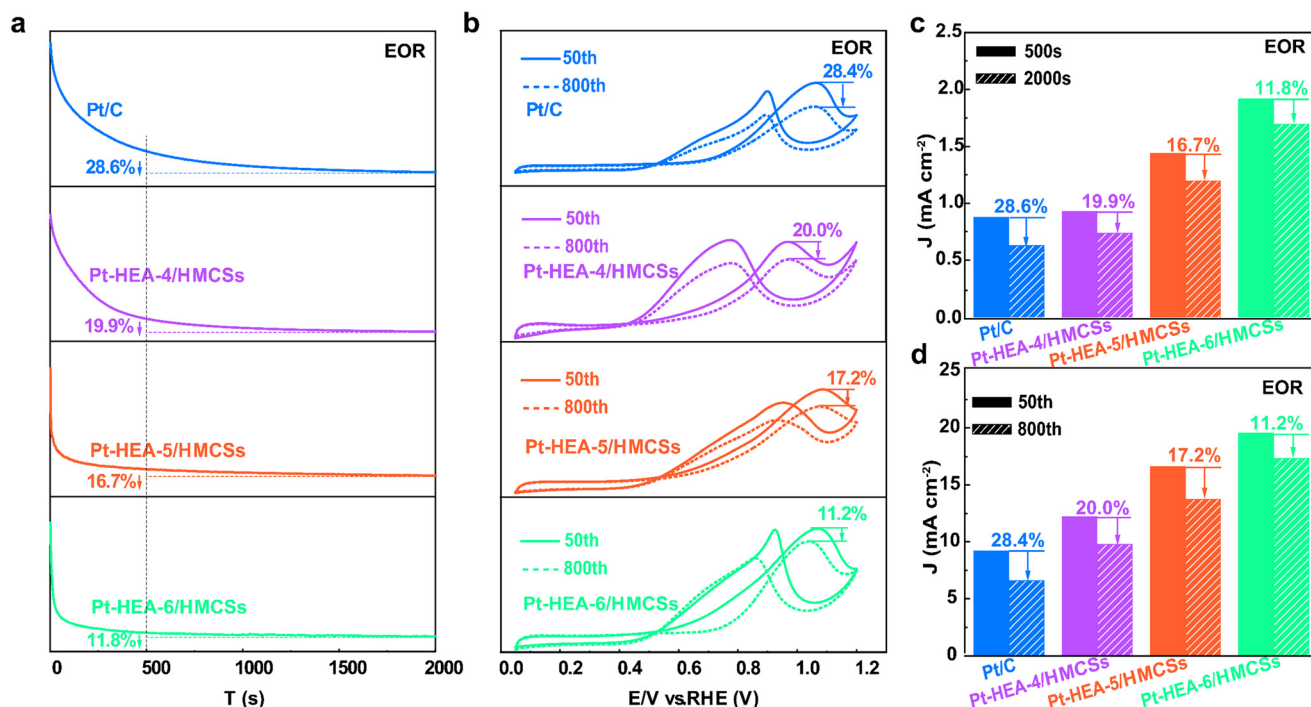 a
EOR
Pt/C
28.6%
Pt-HEA-4/HMCSs
19.9%
Pt-HEA-5/HMCSs
16.7%
Pt-HEA-6/HMCSs
11.8%
0 500 1000 1500 2000
T (s)
b
EOR
50th
800th
Pt/C
28.4%
50th
800th
Pt-HEA-4/HMCSs
20.0%
50th
800th
Pt-HEA-5/HMCSs
17.2%
50th
800th
Pt-HEA-6/HMCSs
11.2%
0.0 0.2 0.4 0.6 0.8 1.0 1.2
E/V vs.RHE (V)
c
EOR
500s
2000s
2.5
2.0
1.5
1.0
0.5
0.0
J (mA cm-2)
28.6%
19.9%
16.7%
11.8%
Pt/C
Pt-HEA-4/HMCSs
Pt-HEA-5/HMCSs
Pt-HEA-6/HMCSs
d
EOR
50th
800th
25
20
15
10
5
0
J (mA cm-2)
28.4%
20.0%
17.2%
11.2%
Pt/C
Pt-HEA-4/HMCSs
Pt-HEA-5/HMCSs
Pt-HEA-6/HMCSs